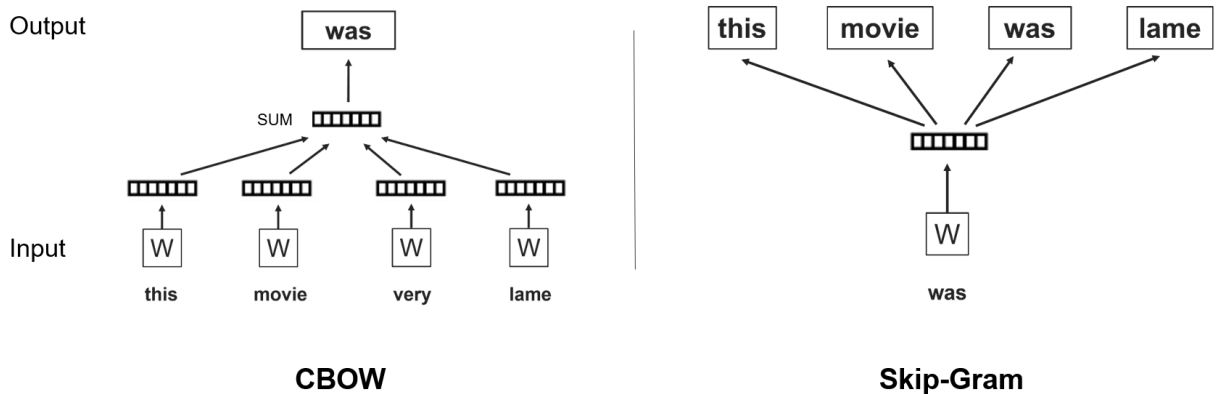 Output
was
SUM
Input
W W W W
this movie very lame
CBOW
this movie was lame
W
was
Skip-Gram